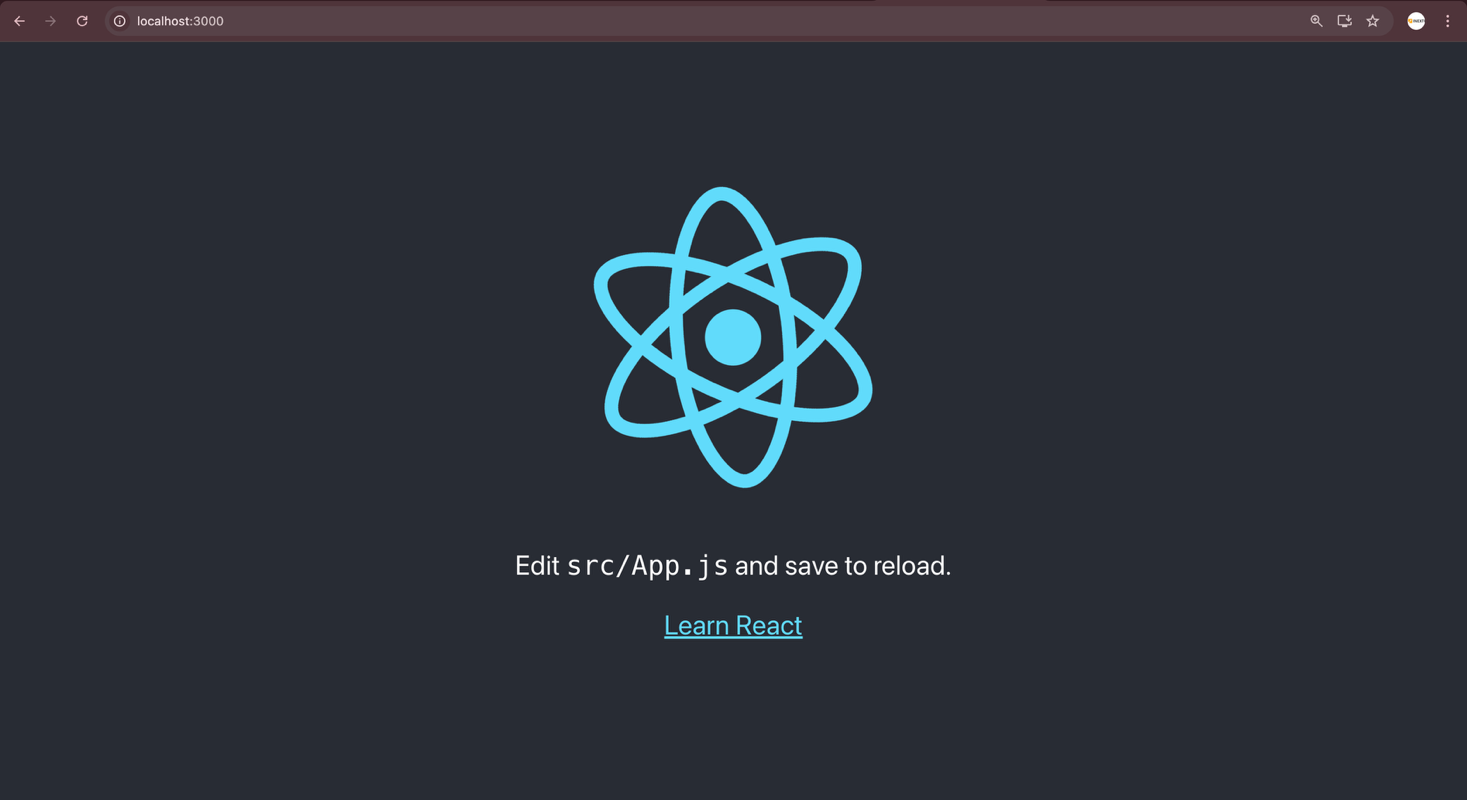 localhost:3000
Edit src/App.js and save to reload.
Learn React